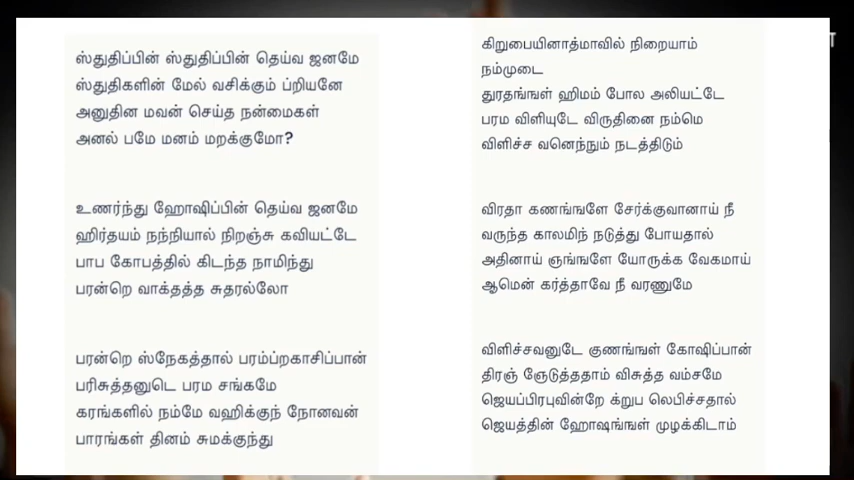 ஸ்துதிப்பின் ஸ்துதிப்பின் தெய்வ ஜனமே
ஸ்துதிகளின் மேல் வசிக்கும் ப்ரியனே
அனுதின மவன் செய்த நன்மைகள்
அனல் பமே மனம் மறக்குமோ?
உணர்ந்து ஹோஷிப்பின் தெய்வ ஜனமே
ஹிர்தயம் நந்நியால் நிறஞ்சு கவியட்டே
பாப கோபத்தில் கிடந்த நாமிந்து
பரன்றெ வாக்தத்த சுதரல்லோ
பரன்றெ ஸ்நேகத்தால் பரம்ப்றகாசிப்பான்
பரிசுத்தனுடெ பரம சங்கமே
கரங்களில் நம்மே வஹிக்குந் நோனவன்
பாரங்கள் தினம் சுமக்குந்து
கிறுபையினாத்மாவில் நிறையாம்
நம்முடை
துரதங்ஙள் ஹிமம் போல அலியட்டே
பரம விளியுடே விருதினை நம்மெ
விளிச்ச வனெந்நும் நடத்திடும்
விரதா கணங்ஙளே சேர்க்குவானாய் நீ
வருந்த காலமிந் நடுத்து போயதால்
அதினாய் ஞங்ஙளே யோருக்க வேகமாய்
ஆமென் கர்த்தாவே நீ வரணுமே
விளிச்சவனுடே குணங்ஙள் கோஷிப்பான்
திரஞ் ஞேடுத்ததாம் விசுத்த வம்சமே
ஜெயப்பிரபுவின்றே க்றுப லெபிச்சதால்
ஜெயத்தின் ஹோஷங்ஙள் முழக்கிடாம்